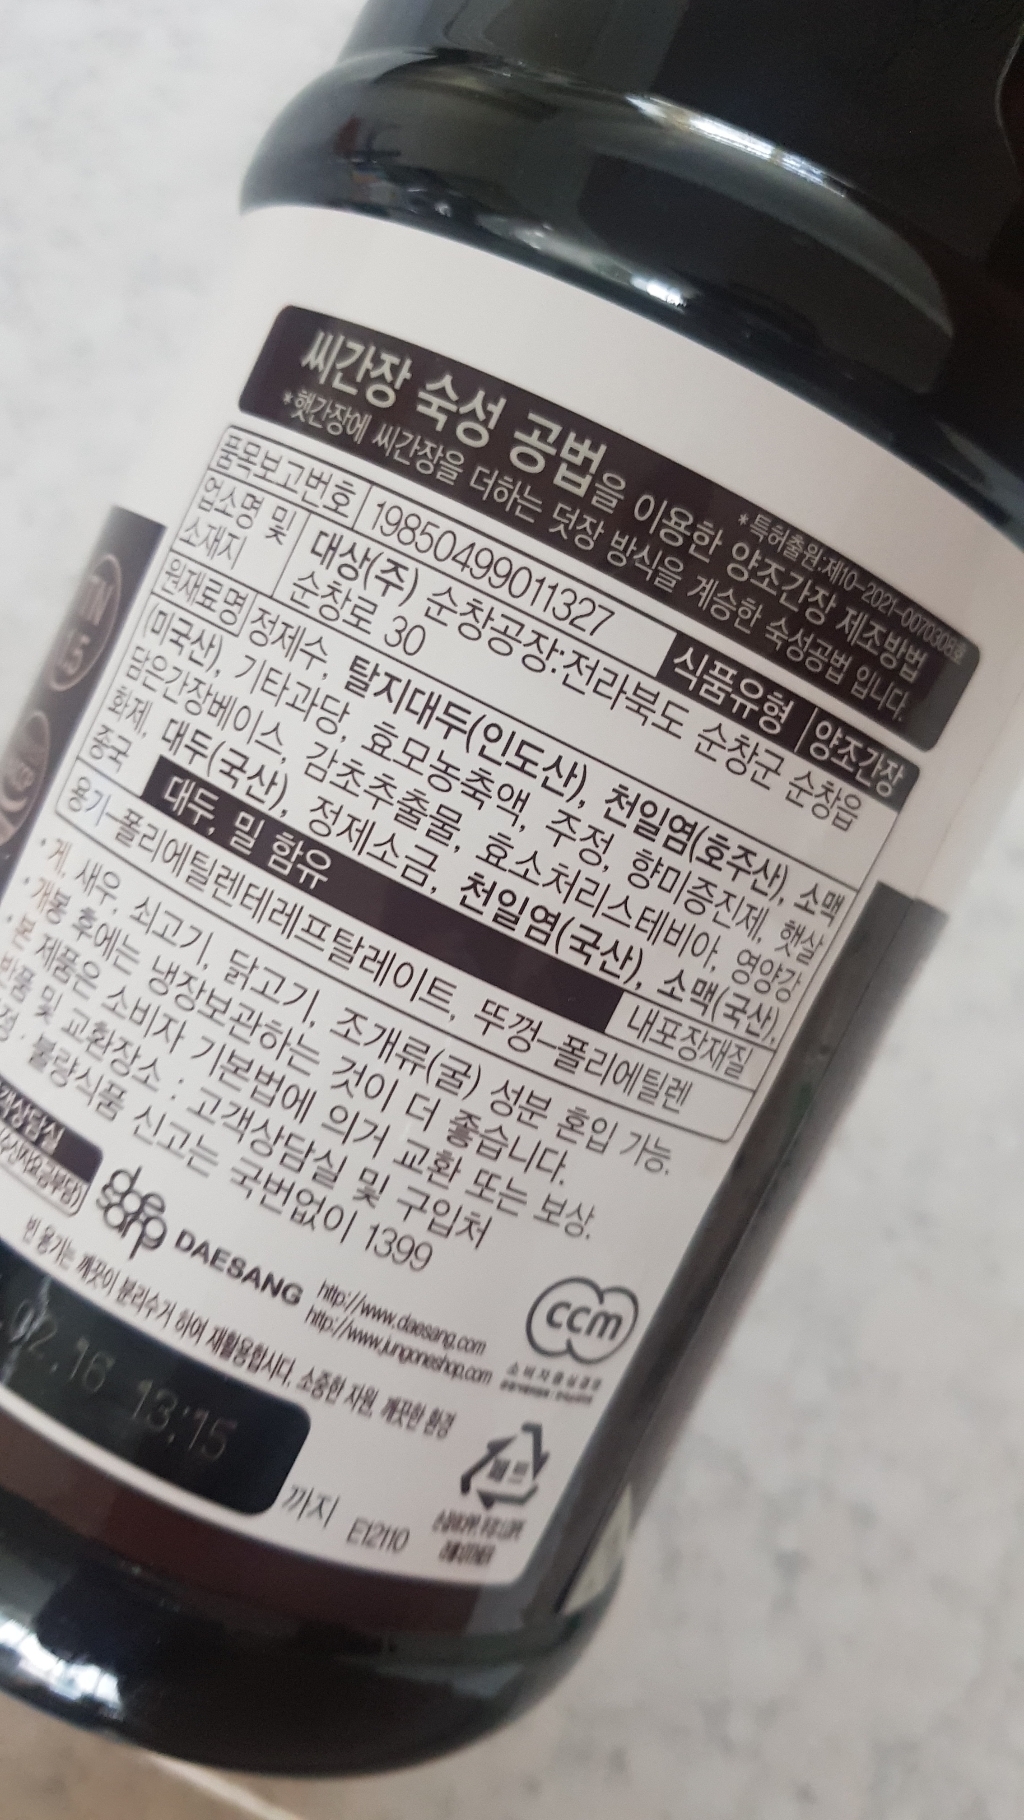 씨간장 숙성 공법을 이용한 양조간장 제조방법
*특허출원:제10-2021-0070308호
*햇간장에 씨간장을 더하는 덧장 방식을 계승한 숙성공법 입니다.
품목보고번호 19850499011327 식품유형 양조간장
업소명 및 소재지 대상(주) 순창공장:전라북도 순창군 순창읍
순창로 30
원재료명 정제수, 탈지대두(인도산), 천일염(호주산), 소맥
(미국산), 기타과당, 효모농축액, 주정, 향미증진제, 햇살
담은간장베이스, 감초추출물, 효소처리스테비아, 영양강
화제, 대두(국산), 정제소금, 천일염(국산), 소맥(국산),
중국
대두, 밀 함유 내포장재질
용기-폴리에틸렌테레프탈레이트, 뚜껑-폴리에틸렌
•게, 새우, 쇠고기, 닭고기, 조개류(굴) 성분 혼입 가능.
•개봉 후에는 냉장보관하는 것이 더 좋습니다.
•본 제품은 소비자 기본법에 의거 교환 또는 보상.
반품 및 교환장소 : 고객상담실 및 구입처
불량식품 신고는 국번없이 1399
고객상담실
(수신자요금부담)
DAESANG
http://www.daesang.com
http://www.jungoneshop.com
ccm
빈 용기는 깨끗이 분리수거 하여 재활용합시다. 소중한 자원, 깨끗한 환경
02.16 13:15
까지
E12110
페트